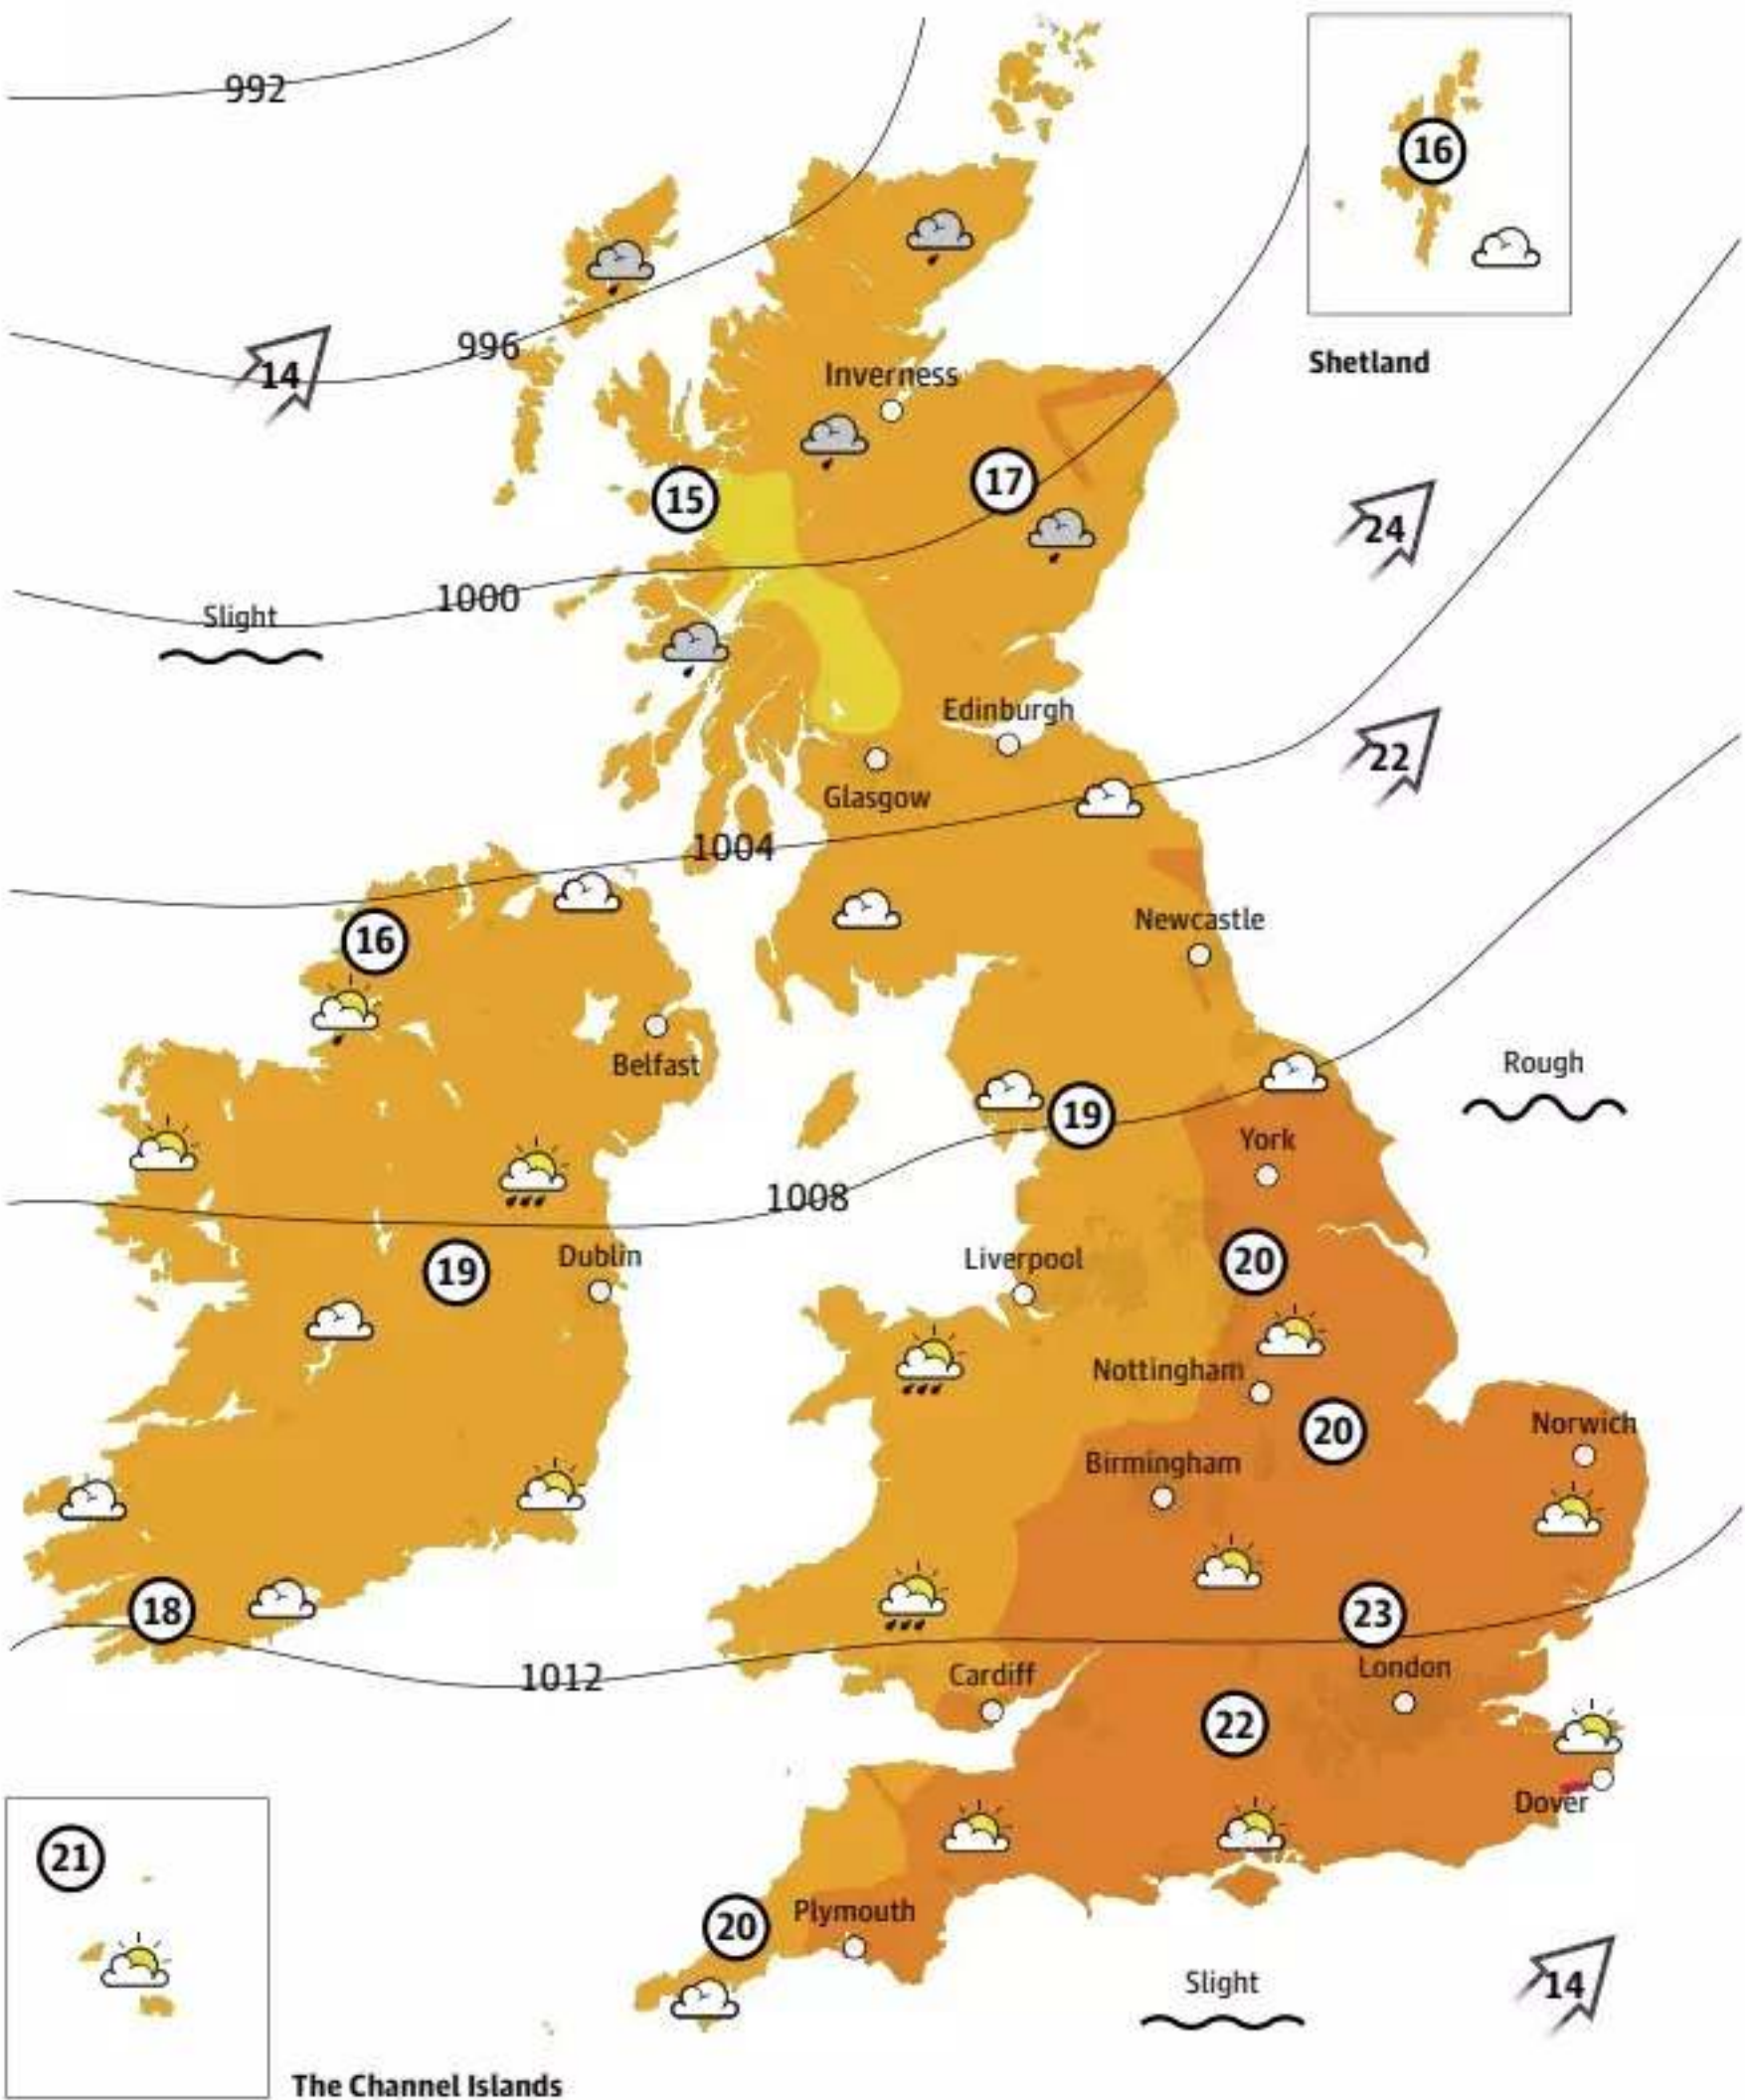 992
16
996
14
Inverness
Shetland
17
15
24
1000
Slight
Edinburgh
22
Glasgow
1004
Newcastle
16
Belfast
Rough
19
York
1008
Dublin
Liverpool
20
19
Nottingham
Norwich
20
Birmingham
18
23
London
1012
Cardiff
22
Dover
21
Plymouth
20
Slight
14
The Channel Islands